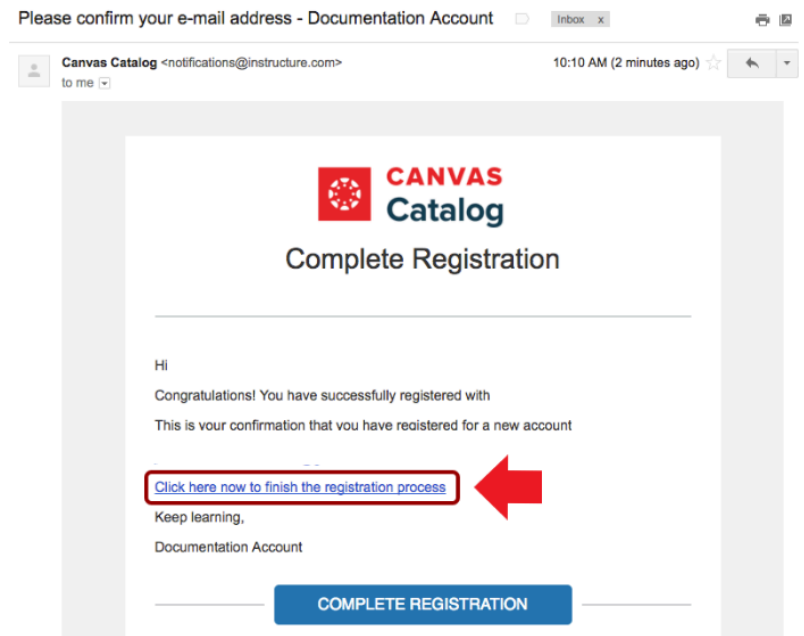 Please confirm your e-mail address - Documentation Account Inbox x
Canvas Catalog <notifications@instructure.com> 10:10 AM (2 minutes ago)
to me
CANVAS
Catalog
Complete Registration
Hi
Congratulations! You have successfully registered with
This is your confirmation that you have registered for a new account
Click here now to finish the registration process
Keep learning,
Documentation Account
COMPLETE REGISTRATION